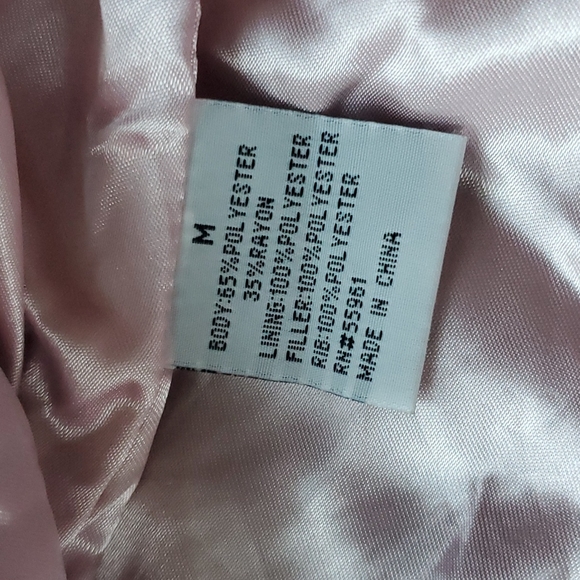 M
BODY:65%POLYESTER
35%RAYON
LINING:100%POLYESTER
FILLER:100%POLYESTER
RIB:100%POLYESTER
RN#55961
MADE IN CHINA